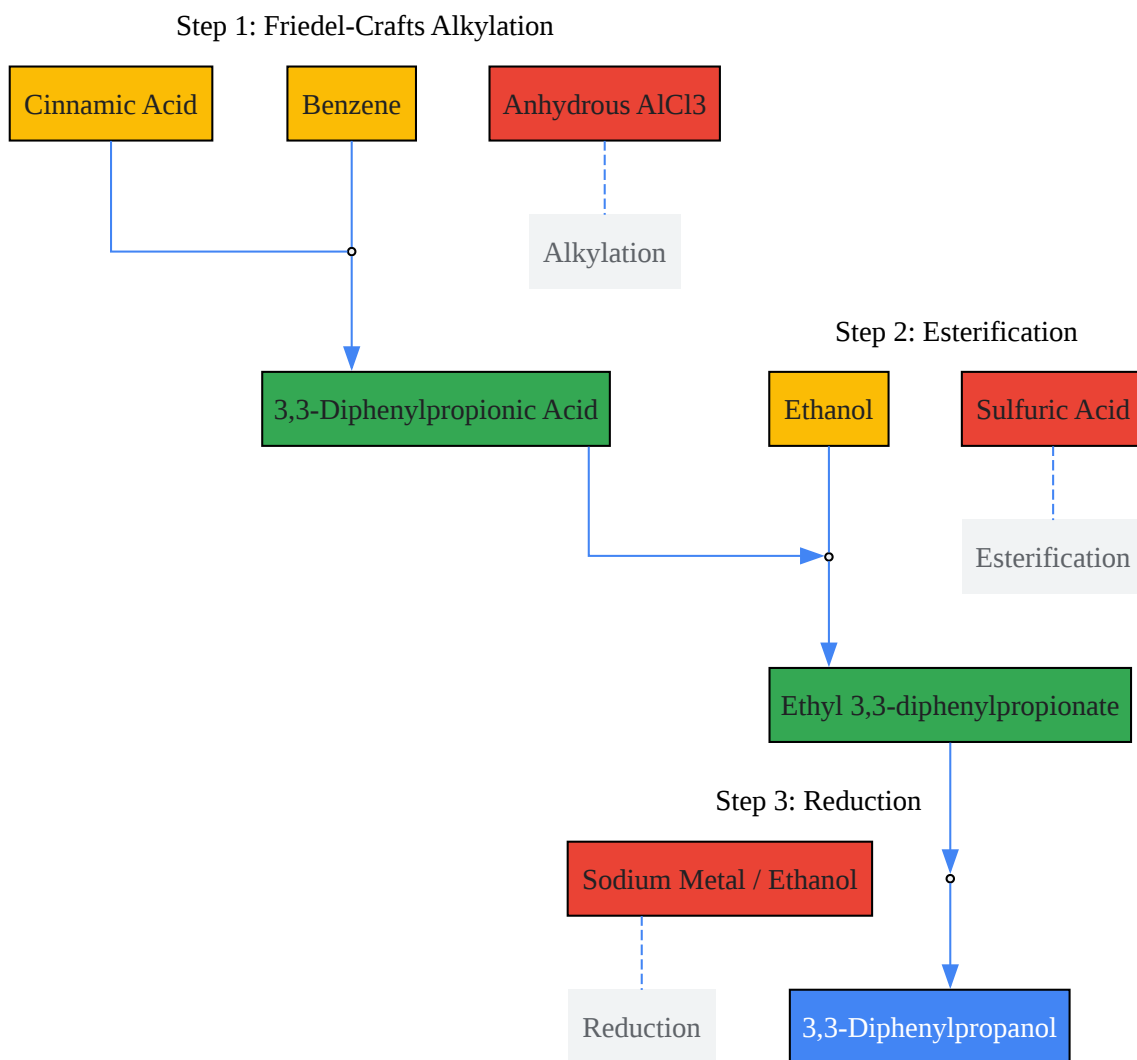 Step 1: Friedel-Crafts Alkylation
Cinnamic Acid
Benzene
Anhydrous AlCl3
Alkylation
Step 2: Esterification
3,3-Diphenylpropionic Acid
Ethanol
Sulfuric Acid
Esterification
Ethyl 3,3-diphenylpropionate
Step 3: Reduction
Sodium Metal / Ethanol
Reduction
3,3-Diphenylpropanol